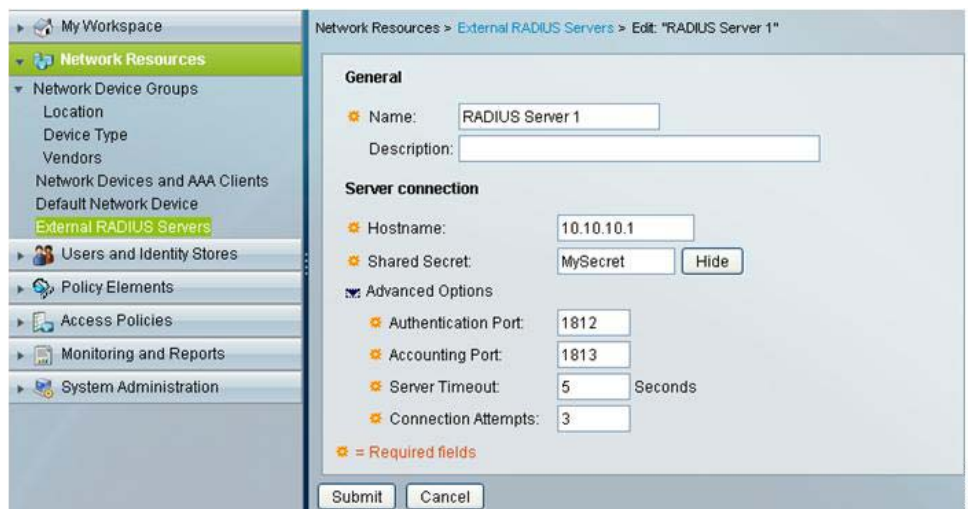 My Workspace
Network Resources
Network Device Groups
Location
Device Type
Vendors
Network Devices and AAA Clients
Default Network Device
External RADIUS Servers
Users and Identity Stores
Policy Elements
Access Policies
Monitoring and Reports
System Administration
Network Resources > External RADIUS Servers > Edit: "RADIUS Server 1"
General
Name: RADIUS Server 1
Description:
Server connection
Hostname: 10.10.10.1
Shared Secret: MySecret Hide
Advanced Options
Authentication Port: 1812
Accounting Port: 1813
Server Timeout: 5 Seconds
Connection Attempts: 3
= Required fields
Submit Cancel